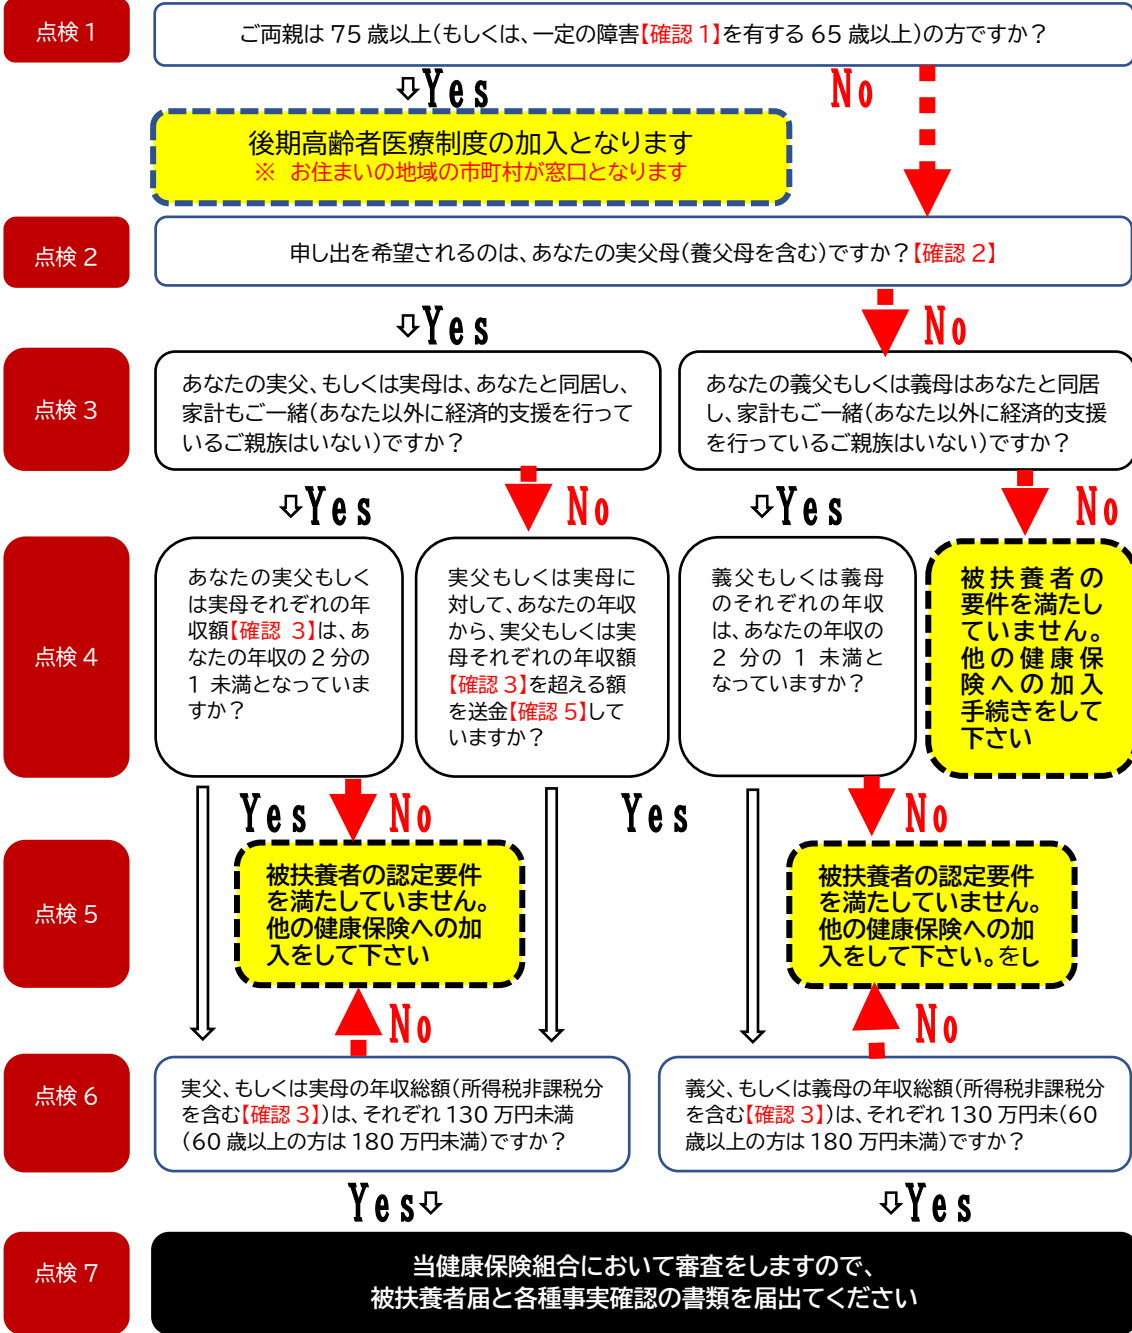 点検 1
ご両親は 75 歳以上(もしくは、一定の障害【確認 1】を有する 65 歳以上)の方ですか？
⇩Yes
No
後期高齢者医療制度の加入となります
※ お住まいの地域の市町村が窓口となります
点検 2
申し出を希望されるのは、あなたの実父母(養父母を含む)ですか？【確認 2】
⇩Yes
No
点検 3
あなたの実父、もしくは実母は、あなたと同居し、
家計もご一緒(あなた以外に経済的支援を行って
いるご親族はいない)ですか？
あなたの義父もしくは義母はあなたと同居
し、家計もご一緒(あなた以外に経済的支援
を行っているご親族はいない)ですか？
⇩Yes
No
⇩Yes
No
点検 4
あなたの実父もしく
は実母それぞれの年
収額【確認 3】は、あ
なたの年収の 2 分の
1 未満となっていま
すか？
実父もしくは実母に
対して、あなたの年収
から、実父もしくは実
母それぞれの年収額
【確認 3】を超える額
を送金【確認 5】して
いますか？
義父もしくは義母
のそれぞれの年収
は、あなたの年収の
2 分の 1 未満と
なっていますか？
被扶養者の
要件を満たし
ていません。
他の健康保
険への加入
手続きをして
下さい
Yes
No
Yes
No
点検 5
被扶養者の認定要件
を満たしていません。
他の健康保険への加
入をして下さい
被扶養者の認定要件
を満たしていません。
他の健康保険への加
入をして下さい。をし
No
No
点検 6
実父、もしくは実母の年収総額(所得税非課税分
を含む【確認 3】)は、それぞれ 130 万円未満
(60 歳以上の方は 180 万円未満)ですか？
義父、もしくは義母の年収総額(所得税非課税分
を含む【確認 3】)は、それぞれ 130 万円未(60
歳以上の方は 180 万円未満)ですか？
Yes⇩
⇩Yes
点検 7
当健康保険組合において審査をしますので、
被扶養者届と各種事実確認の書類を届出てください